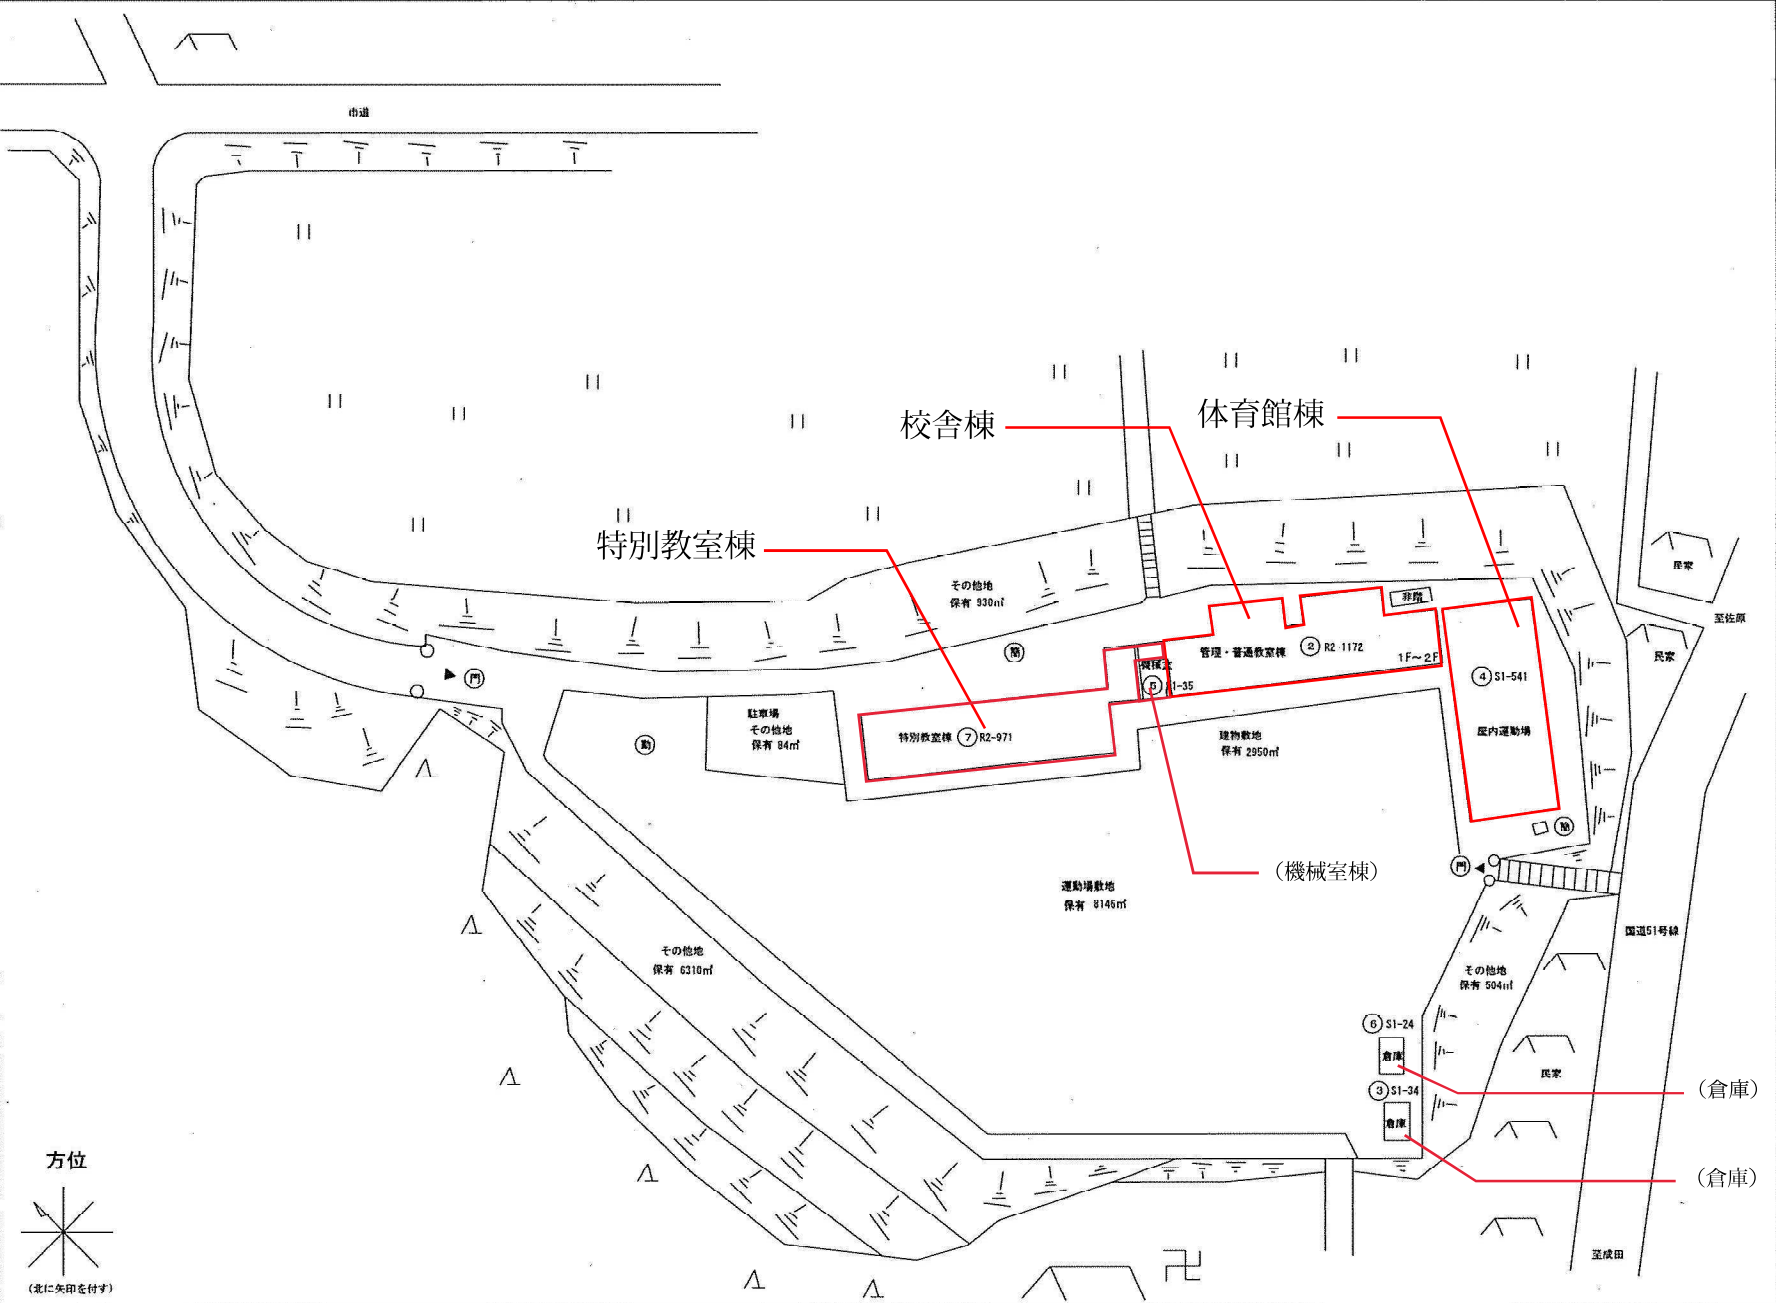 市道
校舎棟
体育館棟
特別教室棟
民家
至佐原
民家
その他地
保有 930㎡
非階
簡
管理・普通教室棟 ② R2-1172
1F～2F
機械室
⑤ S1-35
④ S1-541
屋内運動場
門
駐車場
その他地
保有 84㎡
勤
特別教室棟 ⑦ R2-971
建物敷地
保有 2950㎡
簡
門
（機械室棟）
運動場敷地
保有 8146㎡
国道51号線
その他地
保有 6310㎡
その他地
保有 504㎡
⑥ S1-24
倉庫
民家
（倉庫）
③ S1-34
倉庫
（倉庫）
方位
(北に矢印を付す)
至成田